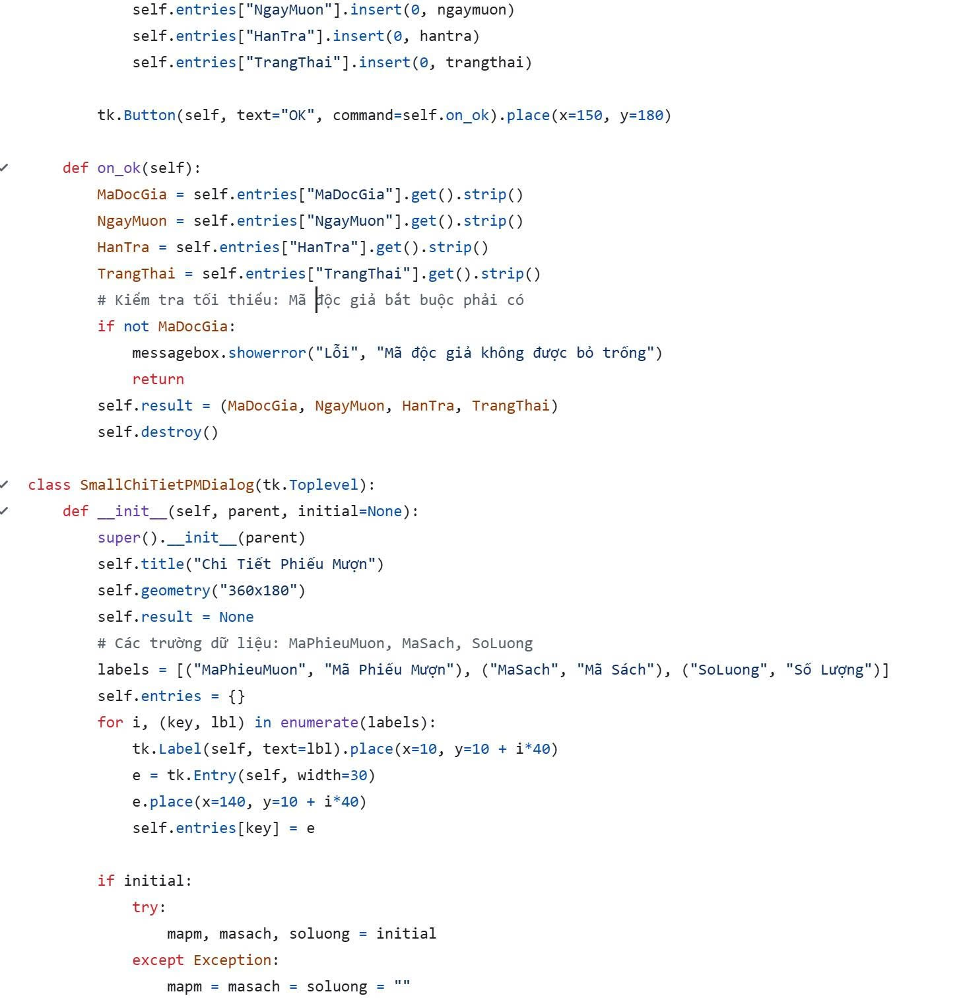 self.entries["NgayMuon"].insert(0, ngaymuon)
self.entries["HanTra"].insert(0, hantra)
self.entries["TrangThai"].insert(0, trangthai)
tk.Button(self, text="OK", command=self.on_ok).place(x=150, y=180)
def on_ok(self):
MaDocGia = self.entries["MaDocGia"].get().strip()
NgayMuon = self.entries["NgayMuon"].get().strip()
HanTra = self.entries["HanTra"].get().strip()
TrangThai = self.entries["TrangThai"].get().strip()
# Kiểm tra tối thiểu: Mã độc giả bắt buộc phải có
if not MaDocGia:
messagebox.showerror("Lỗi", "Mã độc giả không được bỏ trống")
return
self.result = (MaDocGia, NgayMuon, HanTra, TrangThai)
self.destroy()
class SmallChiTietPMDialog(tk.Toplevel):
def __init__(self, parent, initial=None):
super().__init__(parent)
self.title("Chi Tiết Phiếu Mượn")
self.geometry("360x180")
self.result = None
# Các trường dữ liệu: MaPhieuMuon, MaSach, SoLuong
labels = [("MaPhieuMuon", "Mã Phiếu Mượn"), ("MaSach", "Mã Sách"), ("SoLuong", "Số Lượng")]
self.entries = {}
for i, (key, lbl) in enumerate(labels):
tk.Label(self, text=lbl).place(x=10, y=10 + i*40)
e = tk.Entry(self, width=30)
e.place(x=140, y=10 + i*40)
self.entries[key] = e
if initial:
try:
mapm, masach, soluong = initial
except Exception:
mapm = masach = soluong = ""